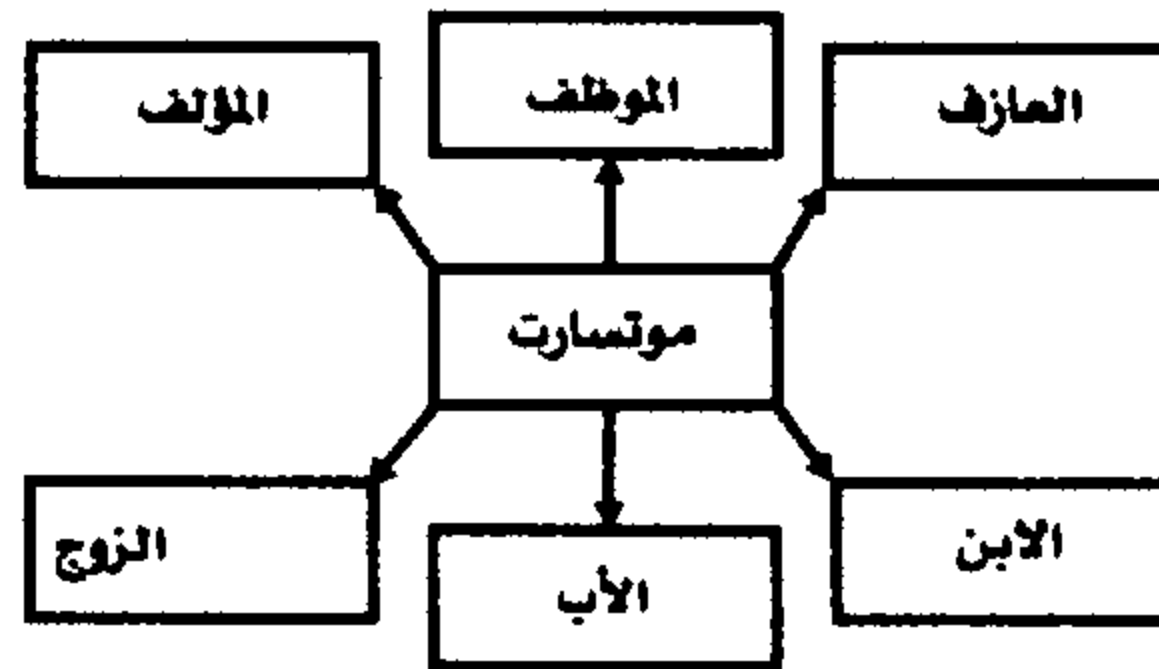 العازف
الموظف
المؤلف
موتسارت
الابن
الأب
الزوج